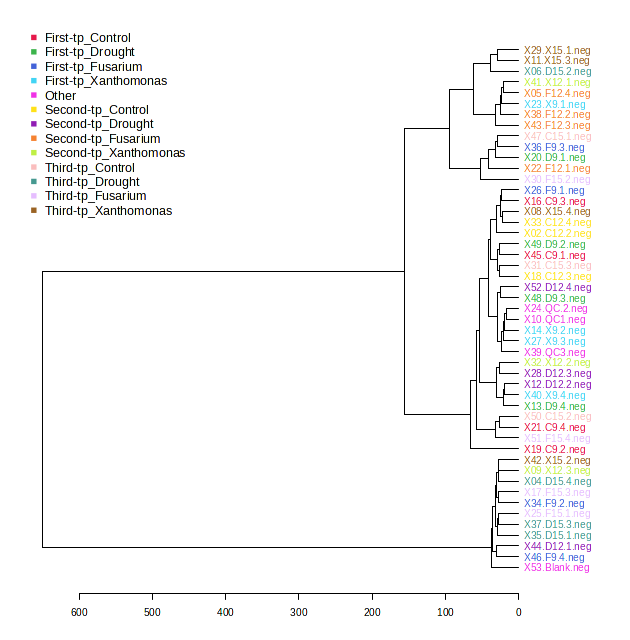 First-tp_Control
First-tp_Drought
First-tp_Fusarium
First-tp_Xanthomonas
Other
Second-tp_Control
Second-tp_Drought
Second-tp_Fusarium
Second-tp_Xanthomonas
Third-tp_Control
Third-tp_Drought
Third-tp_Fusarium
Third-tp_Xanthomonas
X29.X15.1.neg
X11.X15.3.neg
X06.D15.2.neg
X41.X12.1.neg
X05.F12.4.neg
X23.X9.1.neg
X38.F12.2.neg
X43.F12.3.neg
X47.C15.1.neg
X36.F9.3.neg
X20.D9.1.neg
X22.F12.1.neg
X30.F15.2.neg
X26.F9.1.neg
X16.C9.3.neg
X08.X15.4.neg
X33.C12.4.neg
X02.C12.2.neg
X49.D9.2.neg
X45.C9.1.neg
X31.C15.3.neg
X18.C12.3.neg
X52.D12.4.neg
X48.D9.3.neg
X24.QC.2.neg
X10.QC1.neg
X14.X9.2.neg
X27.X9.3.neg
X39.QC3.neg
X32.X12.2.neg
X28.D12.3.neg
X12.D12.2.neg
X40.X9.4.neg
X13.D9.4.neg
X50.C15.2.neg
X21.C9.4.neg
X51.F15.4.neg
X19.C9.2.neg
X42.X15.2.neg
X09.X12.3.neg
X04.D15.4.neg
X17.F15.3.neg
X34.F9.2.neg
X25.F15.1.neg
X37.D15.3.neg
X35.D15.1.neg
X44.D12.1.neg
X46.F9.4.neg
X53.Blank.neg
600 500 400 300 200 100 0